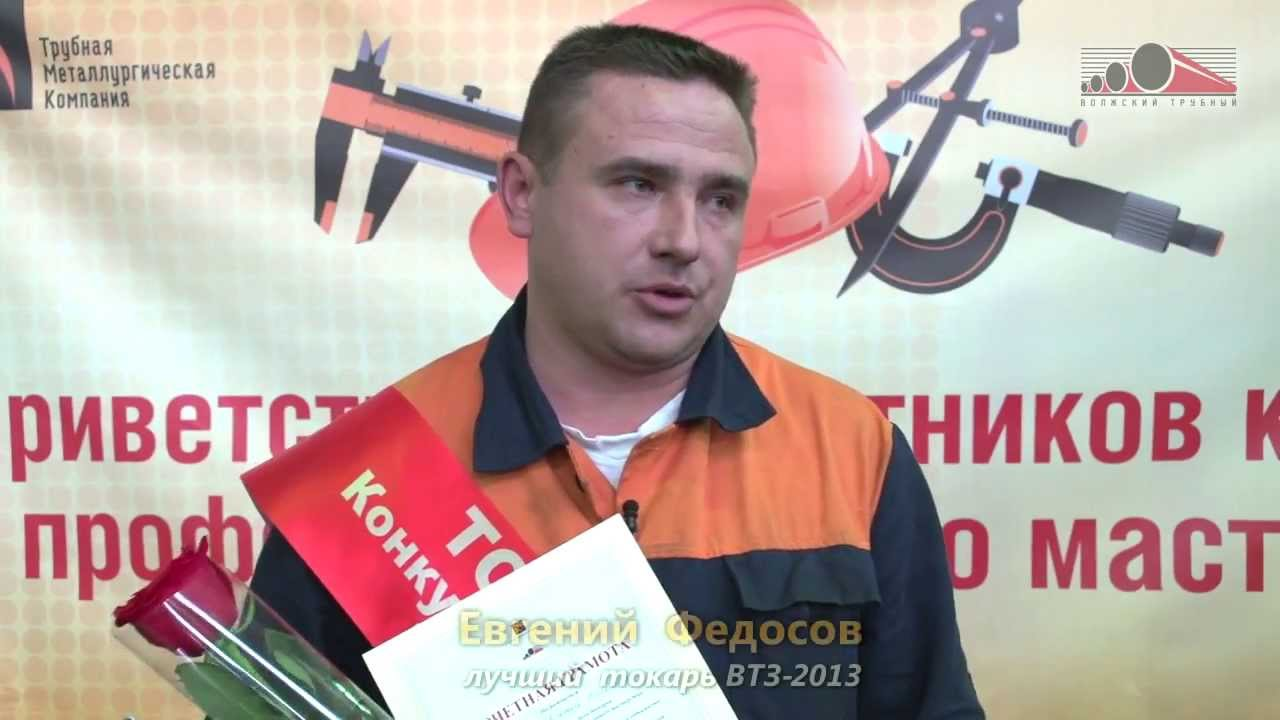 Трубная
Металлургическая
Компания
ВОЛЖСКИЙ ТРУБНЫЙ
риветст тников К
проф о маст
ТО
Конку
ЧЕТНАЯ ГРАМОТА
Евгений Федосов
лучший токарь ВТЗ-2013